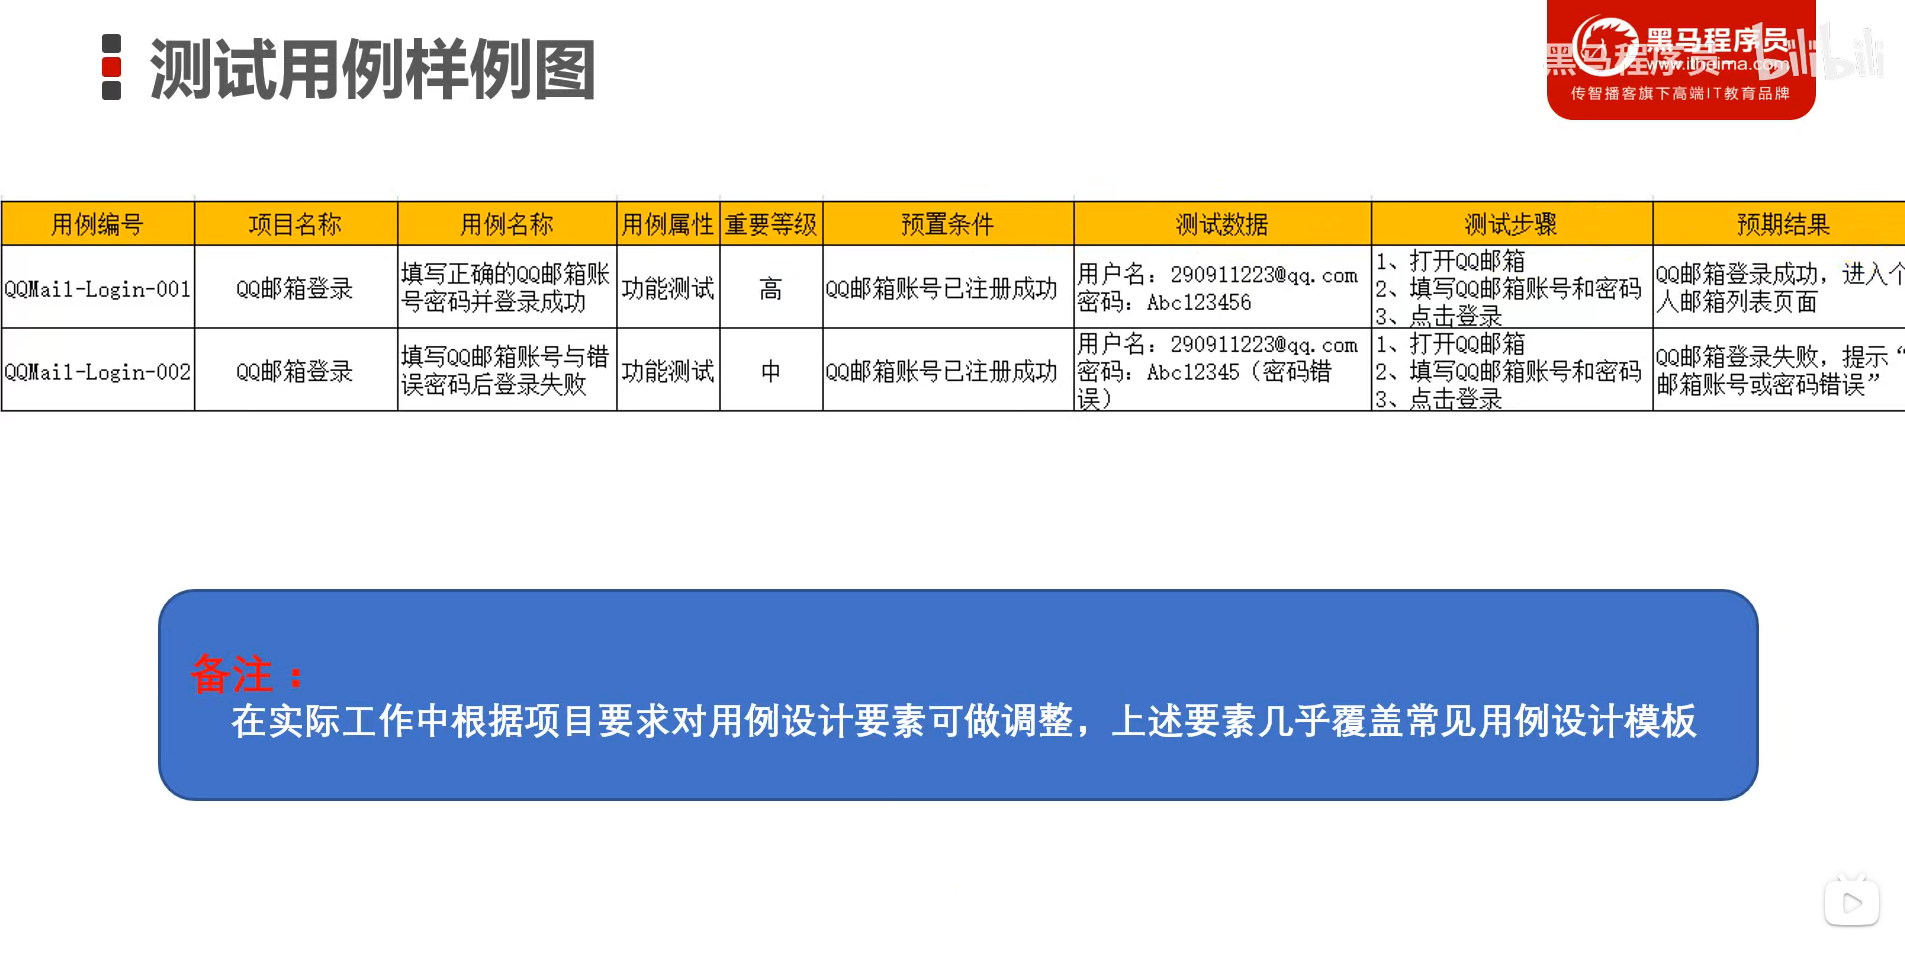 测试用例样例图
黑马程序员
www.itheima.com
传智播客旗下高端IT教育品牌
黑马程序员 bilibili
用例编号 项目名称 用例名称 用例属性 重要等级 预置条件 测试数据 测试步骤 预期结果
QQMail-Login-001
QQ邮箱登录
填写正确的QQ邮箱账
号密码并登录成功
功能测试
高
QQ邮箱账号已注册成功
用户名：290911223@qq.com
密码：Abc123456
1、打开QQ邮箱
2、填写QQ邮箱账号和密码
3、点击登录
QQ邮箱登录成功，进入个
人邮箱列表页面
QQMail-Login-002
QQ邮箱登录
填写QQ邮箱账号与错
误密码后登录失败
功能测试
中
QQ邮箱账号已注册成功
用户名：290911223@qq.com
密码：Abc12345（密码错
误）
1、打开QQ邮箱
2、填写QQ邮箱账号和密码
3、点击登录
QQ邮箱登录失败，提示“
邮箱账号或密码错误”
备注：
在实际工作中根据项目要求对用例设计要素可做调整，上述要素几乎覆盖常见用例设计模板